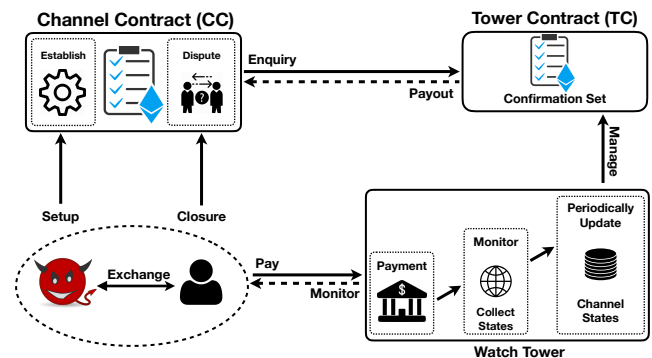 Channel Contract (CC)
Tower Contract (TC)
Establish
Dispute
?
Enquiry
Payout
Confirmation Set
Manage
Setup
Closure
Exchange
Pay
Monitor
Payment
$
Monitor
Collect
States
Periodically
Update
Channel
States
Watch Tower